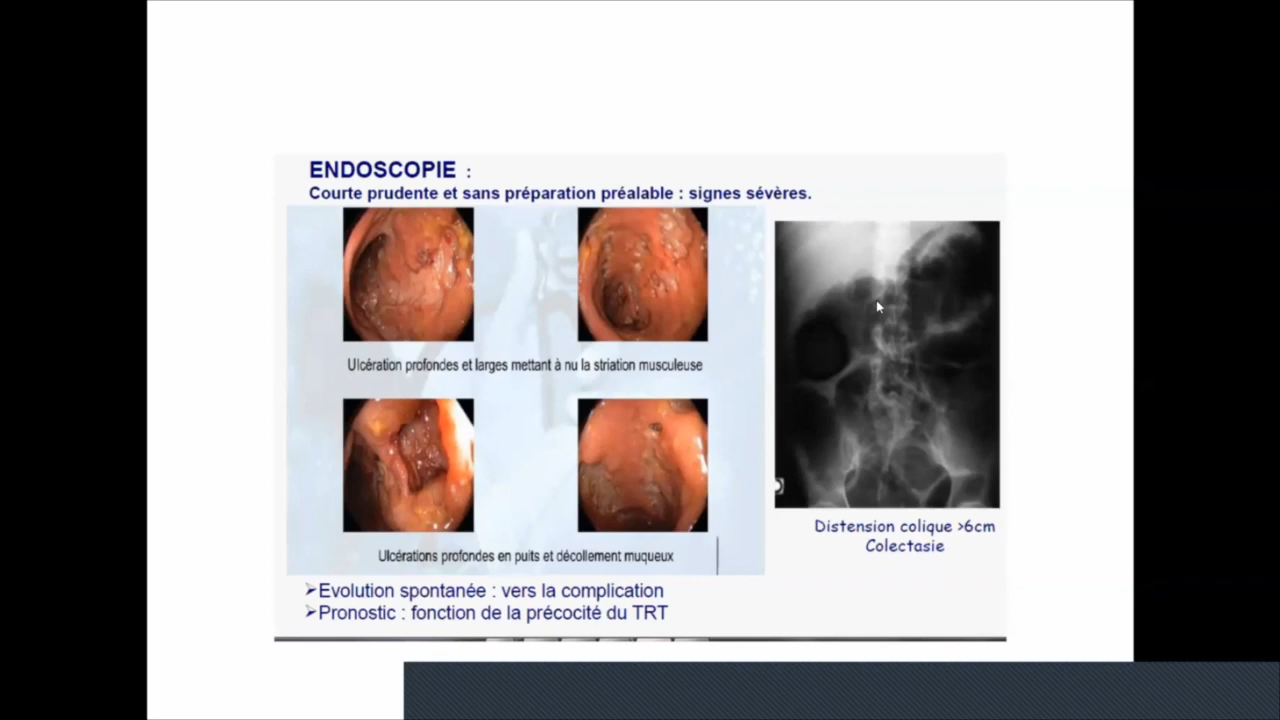 ENDOSCOPIE :
Courte prudente et sans préparation préalable : signes sévères.
Ulcération profondes et larges mettant à nu la striation musculeuse
Ulcérations profondes en puits et décollement muqueux
Distension colique >6cm
Colectasie
➢Evolution spontanée : vers la complication
➢Pronostic : fonction de la précocité du TRT